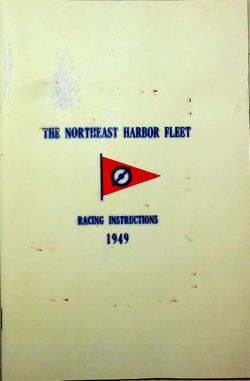 THE NORTHEAST HARBOR FLEET
RACING INSTRUCTIONS
1949